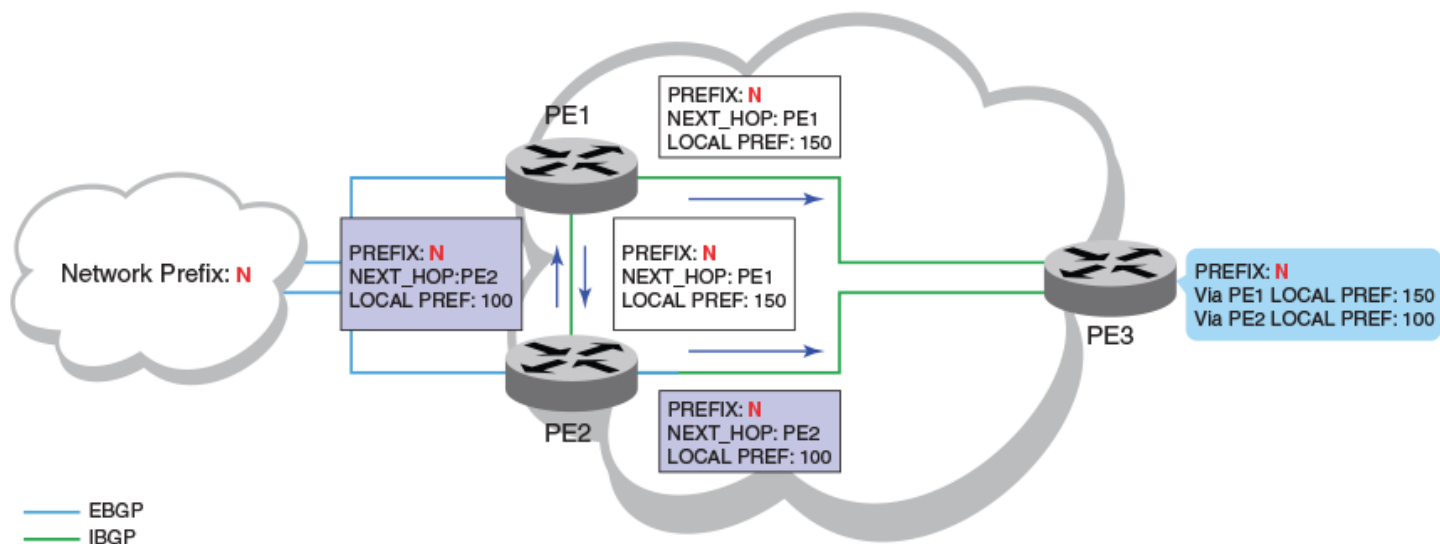 PREFIX: N
NEXT_HOP: PE1
LOCAL PREF: 150
PE1
Network Prefix: N
PREFIX: N
NEXT_HOP:PE2
LOCAL PREF: 100
PREFIX: N
NEXT_HOP: PE1
LOCAL PREF: 150
PREFIX: N
Via PE1 LOCAL PREF: 150
Via PE2 LOCAL PREF: 100
PE3
PE2
PREFIX: N
NEXT_HOP: PE2
LOCAL PREF: 100
EBGP
IBGP